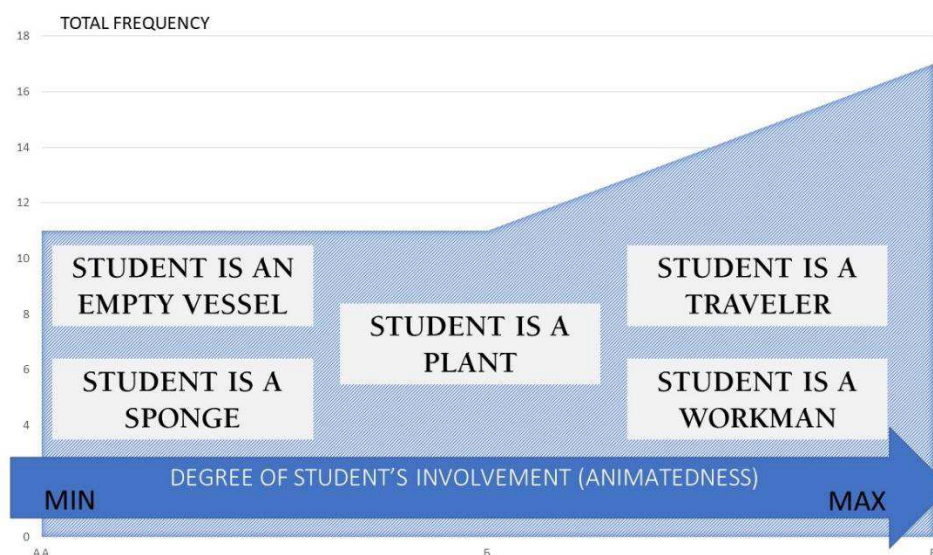 TOTAL FREQUENCY
18
16
14
12
10
8
6
4
0
STUDENT IS AN
EMPTY VESSEL
STUDENT IS A
SPONGE
STUDENT IS A
PLANT
STUDENT IS A
TRAVELER
STUDENT IS A
WORKMAN
DEGREE OF STUDENT'S INVOLVEMENT (ANIMATEDNESS)
MIN
MAX